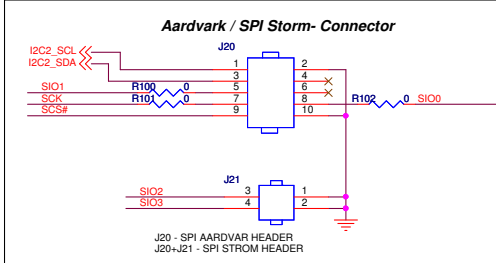 Aardvark / SPI Storm- Connector
J20
I2C2_SCL
I2C2_SDA
1 2
3 4
SIO1 R100 0 5 6
SCK R101 0 7 8 R102 0 SIO0
SCS# 9 10
J21
SIO2 3 1
SIO3 4 2
J20 - SPI AARDVAR HEADER
J20+J21 - SPI STROM HEADER